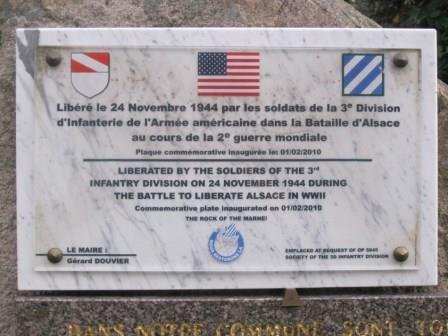 Libéré le 24 Novembre 1944 par les soldats de la 3e Division
d'Infanterie de l'Armée américaine dans la Bataille d'Alsace
au cours de la 2e guerre mondiale
Plaque commémorative inaugurée le: 01/02/2010
LIBERATED BY THE SOLDIERS OF THE 3rd
INFANTRY DIVISION ON 24 NOVEMBER 1944 DURING
THE BATTLE TO LIBERATE ALSACE IN WWII
Commemorative plate inaugurated on 01/02/2010
THE ROCK OF THE MARNE!
LE MAIRE :
Gérard DOUVIER
EMPLACED AT REQUEST OF OP 5845
SOCIETY OF THE 3D INFANTRY DIVISION
DANS NOTRE COMMUNE SONT